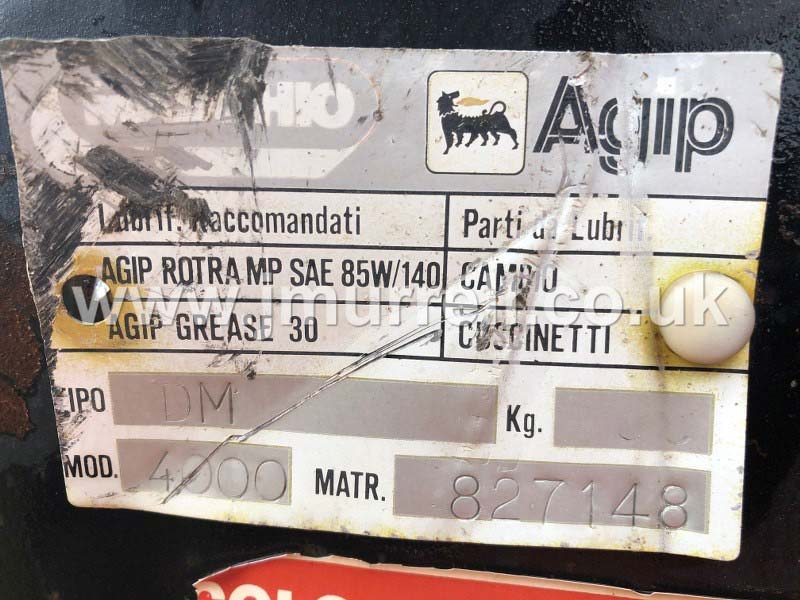 Agip
Lubrif. Raccomandati Parti da Lubrif.
AGIP ROTRA MP SAE 85W/140 CAMBIO
www.jmurrell.co.uk
AGIP GREASE 30 CUSCINETTI
TIPO DM Kg.
MOD. 4000 MATR. 827148